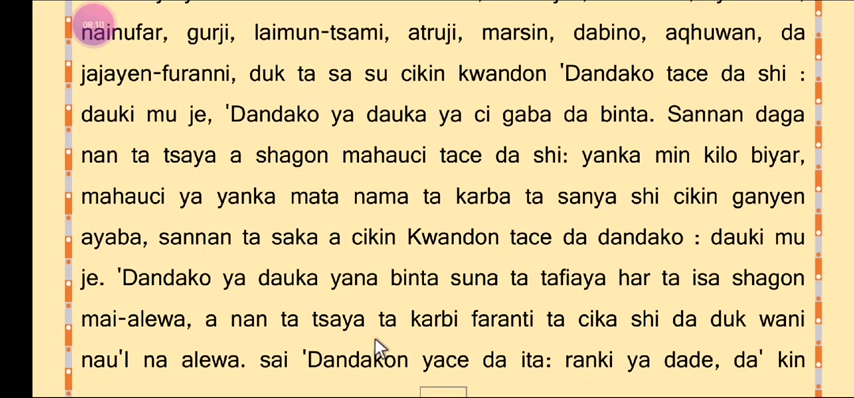 08:10
nainufar, gurji, laimun-tsami, atruji, marsin, dabino, aqhuwan, da
jajayen-furanni, duk ta sa su cikin kwandon 'Dandako tace da shi :
dauki mu je, 'Dandako ya dauka ya ci gaba da binta. Sannan daga
nan ta tsaya a shagon mahauci tace da shi: yanka min kilo biyar,
mahauci ya yanka mata nama ta karba ta sanya shi cikin ganyen
ayaba, sannan ta saka a cikin Kwandon tace da dandako : dauki mu
je. 'Dandako ya dauka yana binta suna ta tafiaya har ta isa shagon
mai-alewa, a nan ta tsaya ta karbi faranti ta cika shi da duk wani
nau'I na alewa. sai 'Dandakon yace da ita: ranki ya dade, da' kin